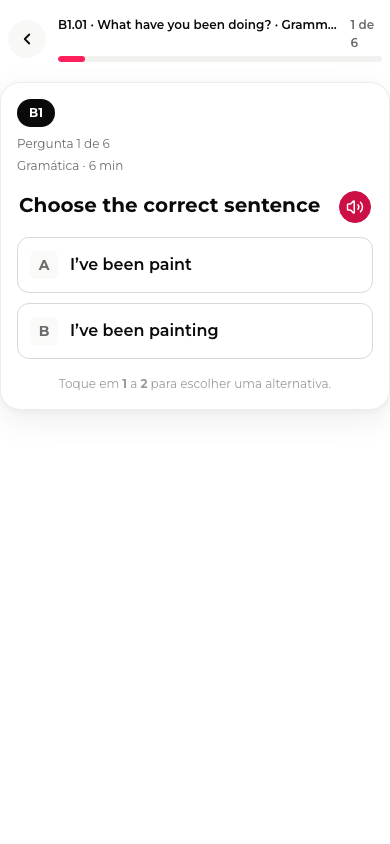 B1.01 · What have you been doing? · Gramm...
1 de
6
B1
Pergunta 1 de 6
Gramática · 6 min
Choose the correct sentence
A I’ve been paint
B I’ve been painting
Toque em 1 a 2 para escolher uma alternativa.